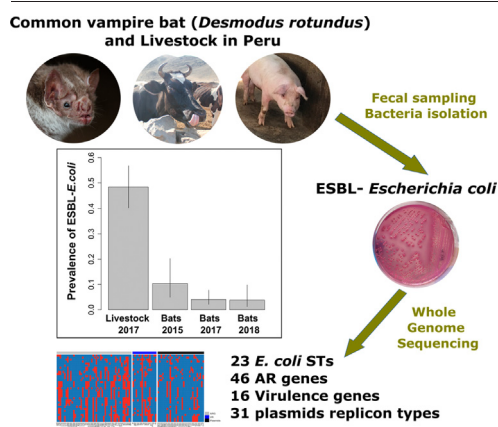 Common vampire bat (Desmodus rotundus)
and Livestock in Peru
Fecal sampling
Bacteria isolation
ESBL- Escherichia coli
Prevalence of ESBL-E.coli
0.6
0.5
0.4
0.3
0.2
0.1
0.0
Livestock Bats Bats Bats
2017 2015 2017 2018
Whole
Genome
Sequencing
23 E. coli STs
46 AR genes
16 Virulence genes
31 plasmids replicon types